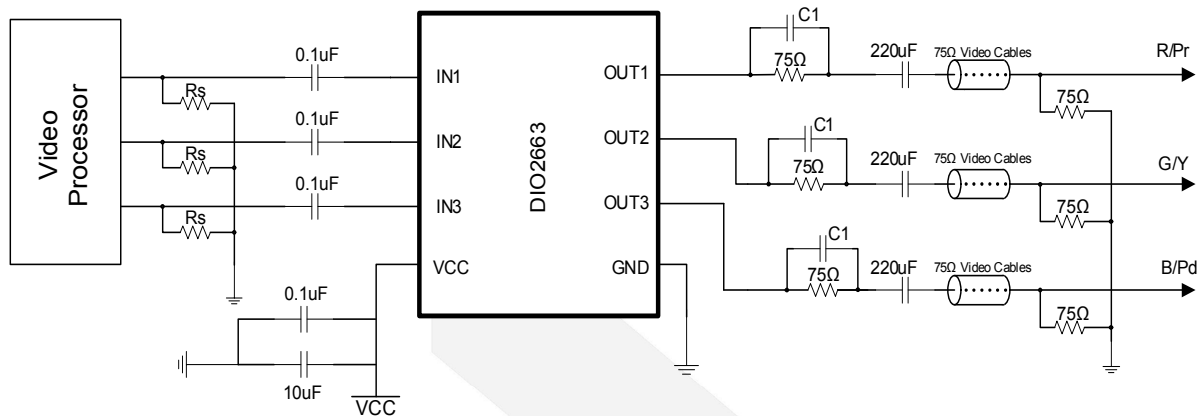 Video Processor
Rs
Rs
Rs
0.1uF
0.1uF
0.1uF
0.1uF
10uF
VCC
IN1
IN2
IN3
VCC
DIO2663
OUT1
OUT2
OUT3
GND
C1
75Ω
220uF
75Ω Video Cables
75Ω
R/Pr
C1
75Ω
220uF
75Ω Video Cables
75Ω
G/Y
C1
75Ω
220uF
75Ω Video Cables
75Ω
B/Pd